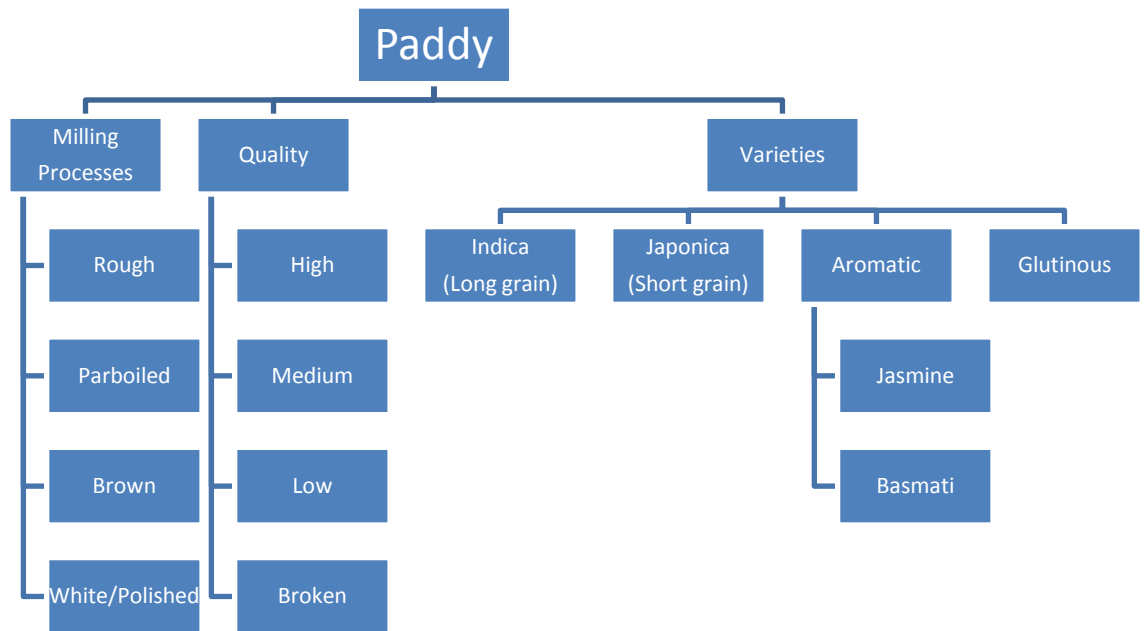 Paddy
Milling
Processes
Quality
Varieties
Rough
Parboiled
Brown
White/Polished
High
Medium
Low
Broken
Indica
(Long grain)
Japonica
(Short grain)
Aromatic
Glutinous
Jasmine
Basmati